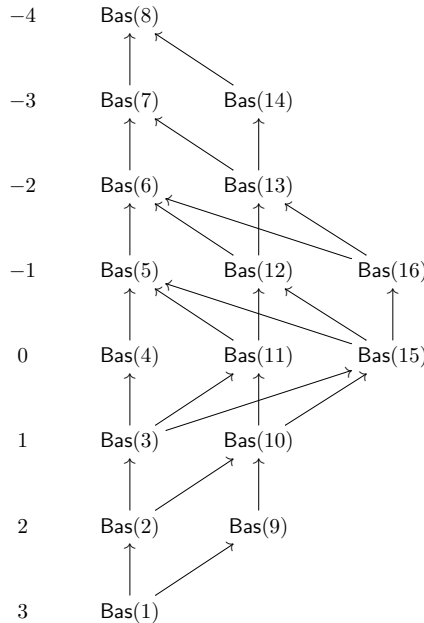 −4 Bas(8)
−3 Bas(7) Bas(14)
−2 Bas(6) Bas(13)
−1 Bas(5) Bas(12) Bas(16)
0 Bas(4) Bas(11) Bas(15)
1 Bas(3) Bas(10)
2 Bas(2) Bas(9)
3 Bas(1)